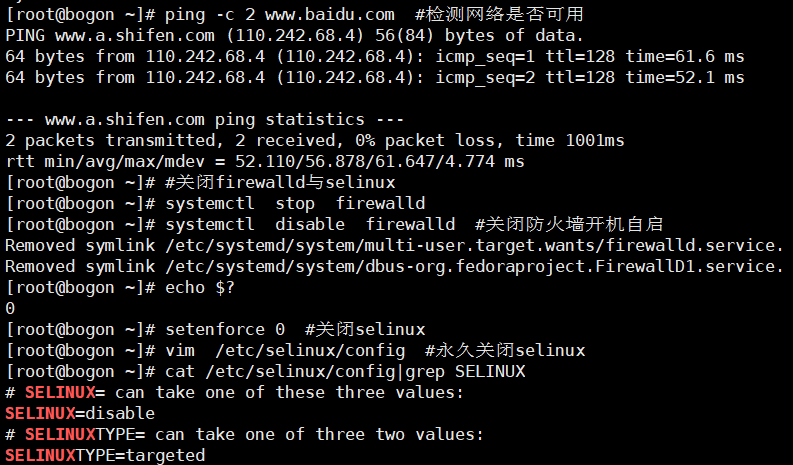 [root@bogon ~]# ping -c 2 www.baidu.com  #检测网络是否可用
PING www.a.shifen.com (110.242.68.4) 56(84) bytes of data.
64 bytes from 110.242.68.4 (110.242.68.4): icmp_seq=1 ttl=128 time=61.6 ms
64 bytes from 110.242.68.4 (110.242.68.4): icmp_seq=2 ttl=128 time=52.1 ms
--- www.a.shifen.com ping statistics ---
2 packets transmitted, 2 received, 0% packet loss, time 1001ms
rtt min/avg/max/mdev = 52.110/56.878/61.647/4.774 ms
[root@bogon ~]# #关闭firewalld与selinux
[root@bogon ~]# systemctl  stop  firewalld
[root@bogon ~]# systemctl  disable  firewalld  #关闭防火墙开机自启
Removed symlink /etc/systemd/system/multi-user.target.wants/firewalld.service.
Removed symlink /etc/systemd/system/dbus-org.fedoraproject.FirewallD1.service.
[root@bogon ~]# echo $?
0
[root@bogon ~]# setenforce 0  #关闭selinux
[root@bogon ~]# vim  /etc/selinux/config  #永久关闭selinux
[root@bogon ~]# cat /etc/selinux/config|grep SELINUX
# SELINUX= can take one of these three values:
SELINUX=disable
# SELINUXTYPE= can take one of three two values:
SELINUXTYPE=targeted